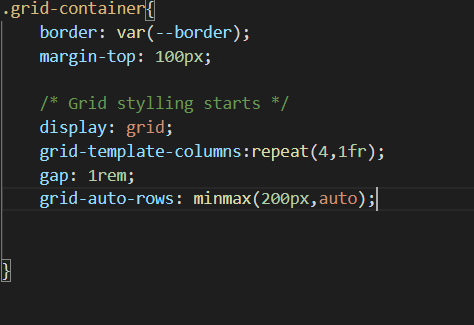 .grid-container{
border: var(--border);
margin-top: 100px;
/* Grid stylling starts */
display: grid;
grid-template-columns:repeat(4,1fr);
gap: 1rem;
grid-auto-rows: minmax(200px,auto);
}